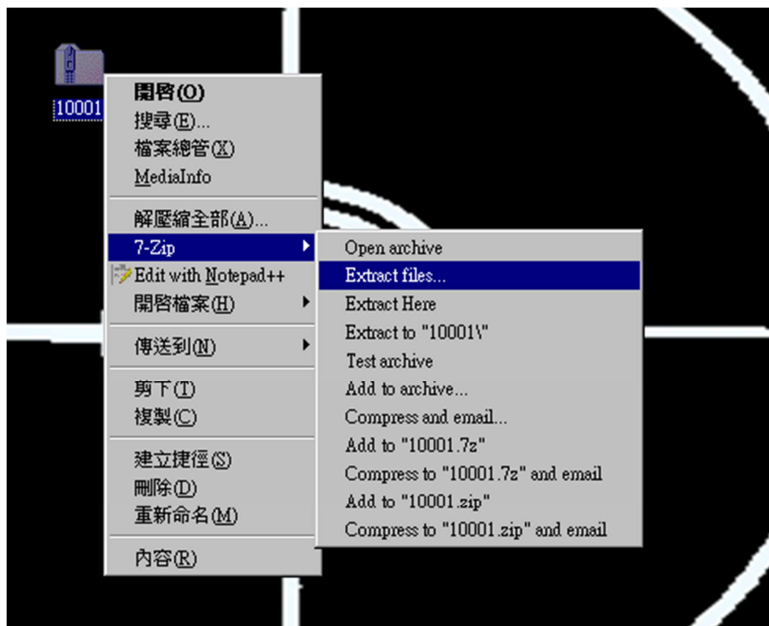 10001
開啓(O)
搜尋(E)...
檔案總管(X)
MediaInfo
解壓縮全部(A)...
7-Zip
Edit with Notepad++
開啓檔案(H)
傳送到(N)
剪下(T)
複製(C)
建立捷徑(S)
刪除(D)
重新命名(M)
內容(R)
Open archive
Extract files...
Extract Here
Extract to "10001\"
Test archive
Add to archive...
Compress and email...
Add to "10001.7z"
Compress to "10001.7z" and email
Add to "10001.zip"
Compress to "10001.zip" and email